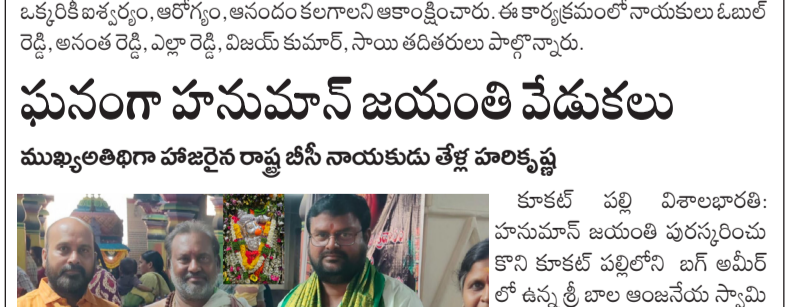 ఒక్కరికీ ఐశ్వర్యం, ఆరోగ్యం, ఆనందం కలగాలని ఆకాంక్షించారు. ఈ కార్యక్రమంలో నాయకులు ఓబుల్
రెడ్డి, అనంత రెడ్డి, ఎల్లా రెడ్డి, విజయ్ కుమార్, సాయి తదితరులు పాల్గొన్నారు.
ఘనంగా హనుమాన్ జయంతి వేడుకలు
ముఖ్యఅతిథిగా హాజరైన రాష్ట్ర బీసీ నాయకుడు తేళ్ల హరికృష్ణ
కూకట్ పల్లి విశాలభారతి:
హనుమాన్ జయంతి పురస్కరించు
కొని కూకట్ పల్లిలోని బగ్ అమీర్
లో ఉన్న శ్రీ బాల ఆంజనేయ స్వామి